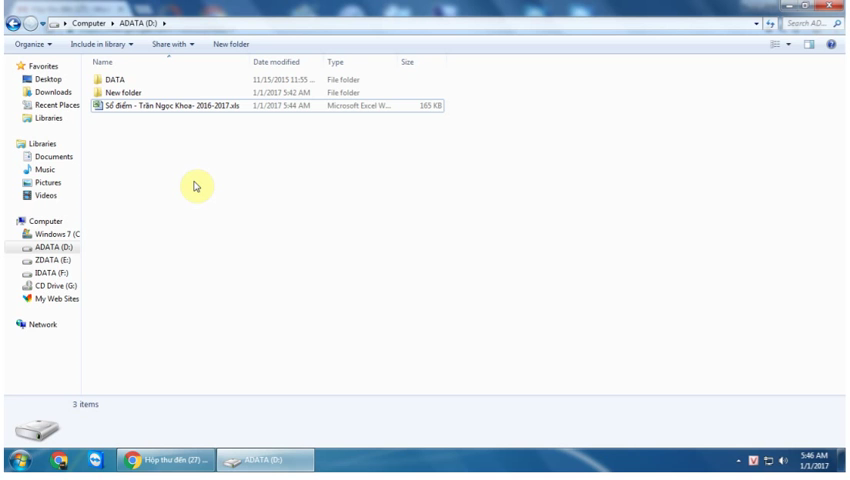 Computer ▸ ADATA (D:) ▸
Search AD...
Organize
Include in library
Share with
New folder
Name
Date modified
Type
Size
Favorites
Desktop
Downloads
Recent Places
Libraries
Libraries
Documents
Music
Pictures
Videos
Computer
Windows 7 (C
ADATA (D:)
ZDATA (E:)
IDATA (F:)
CD Drive (G:)
My Web Sites
Network
DATA 11/15/2015 11:55 ... File folder
New folder 1/1/2017 5:42 AM File folder
Sổ điểm - Trần Ngọc Khoa- 2016-2017.xls 1/1/2017 5:44 AM Microsoft Excel W... 165 KB
3 items
Hộp thư đến (27) ...
ADATA (D:)
5:46 AM
1/1/2017